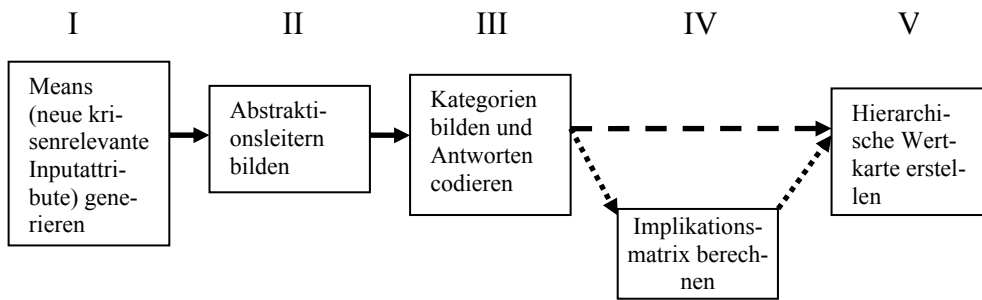 I II III IV V
Means
(neue kri-
senrelevante
Inputattri-
bute) gene-
rieren
Abstrakti-
onsleitern
bilden
Kategorien
bilden und
Antworten
codieren
Implikations-
matrix berech-
nen
Hierarchi-
sche Wert-
karte erstel-
len